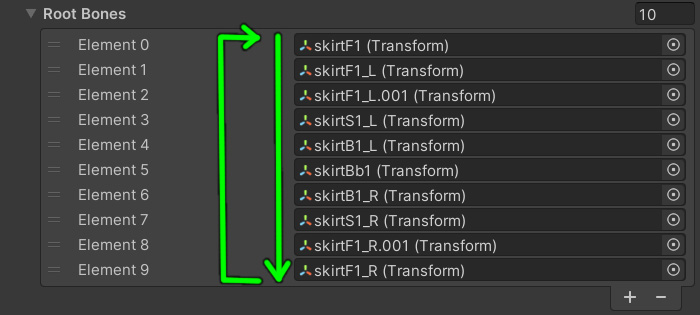 Root Bones 10
Element 0 skirtF1 (Transform)
Element 1 skirtF1_L (Transform)
Element 2 skirtF1_L.001 (Transform)
Element 3 skirtS1_L (Transform)
Element 4 skirtB1_L (Transform)
Element 5 skirtBb1 (Transform)
Element 6 skirtB1_R (Transform)
Element 7 skirtS1_R (Transform)
Element 8 skirtF1_R.001 (Transform)
Element 9 skirtF1_R (Transform)